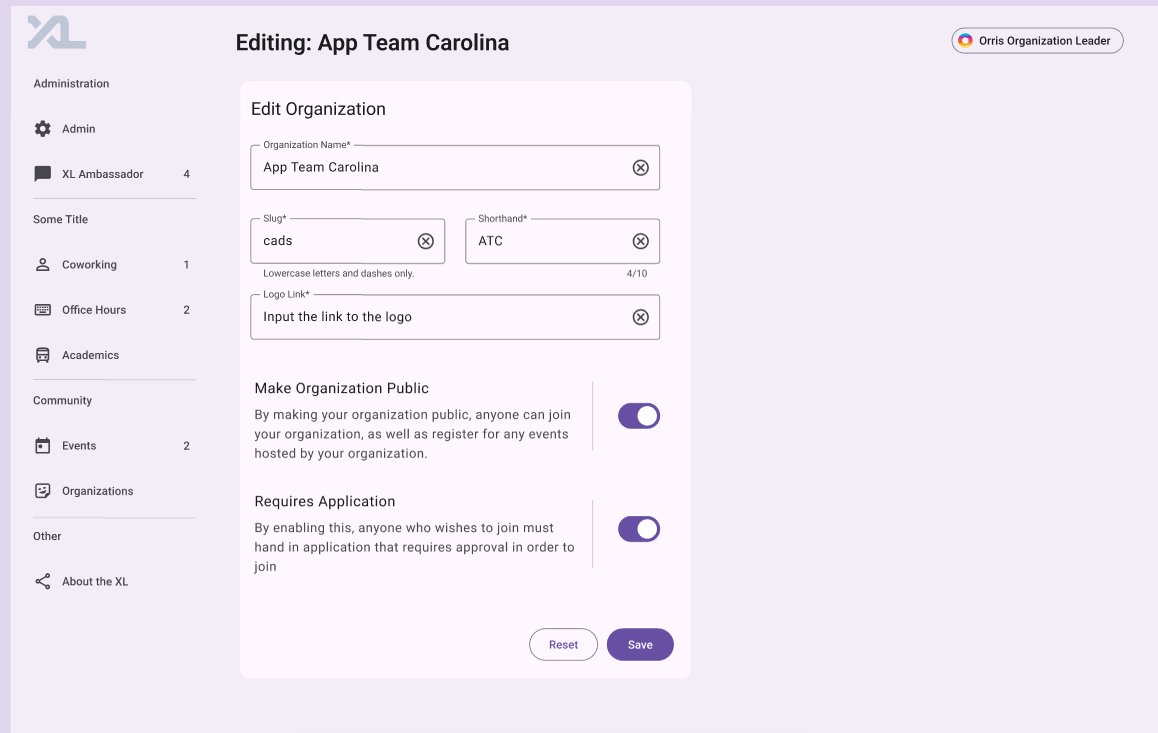 XL
Editing: App Team Carolina
Orris Organization Leader
Administration
Admin
XL Ambassador 4
Some Title
Coworking 1
Office Hours 2
Academics
Community
Events 2
Organizations
Other
About the XL
Edit Organization
Organization Name*
App Team Carolina
Slug* Shorthand*
cads ATC
Lowercase letters and dashes only. 4/10
Logo Link*
Input the link to the logo
Make Organization Public
By making your organization public, anyone can join
your organization, as well as register for any events
hosted by your organization.
Requires Application
By enabling this, anyone who wishes to join must
hand in application that requires approval in order to
join
Reset Save